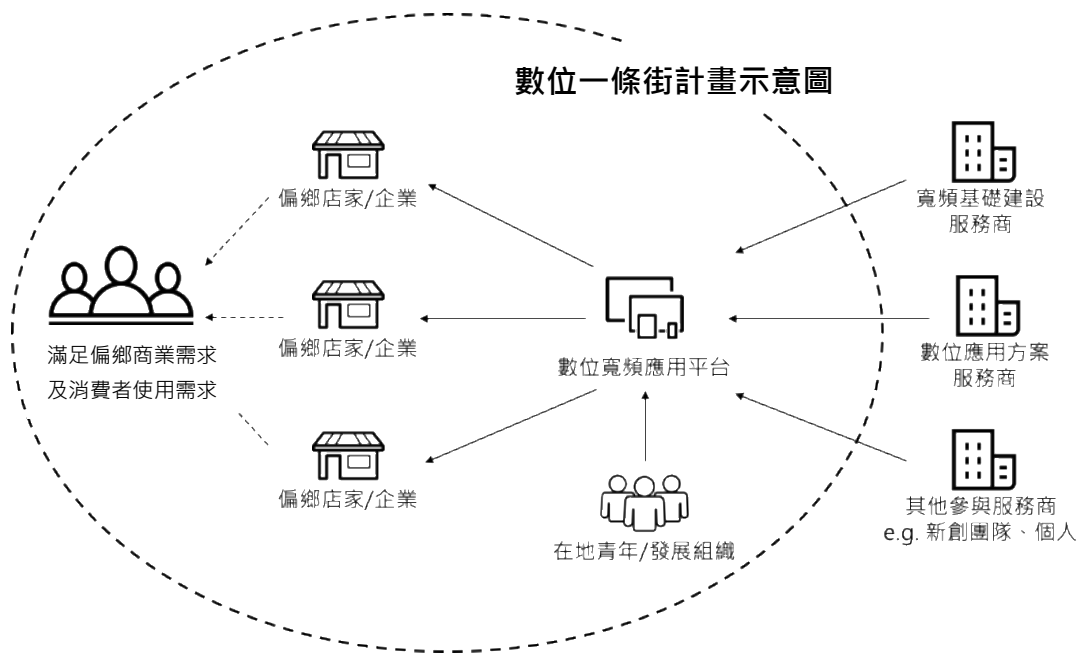 數位一條街計畫示意圖
偏鄉店家/企業
寬頻基礎建設
服務商
滿足偏鄉商業需求
及消費者使用需求
偏鄉店家/企業
數位寬頻應用平台
數位應用方案
服務商
偏鄉店家/企業
在地青年/發展組織
其他參與服務商
e.g. 新創團隊、個人